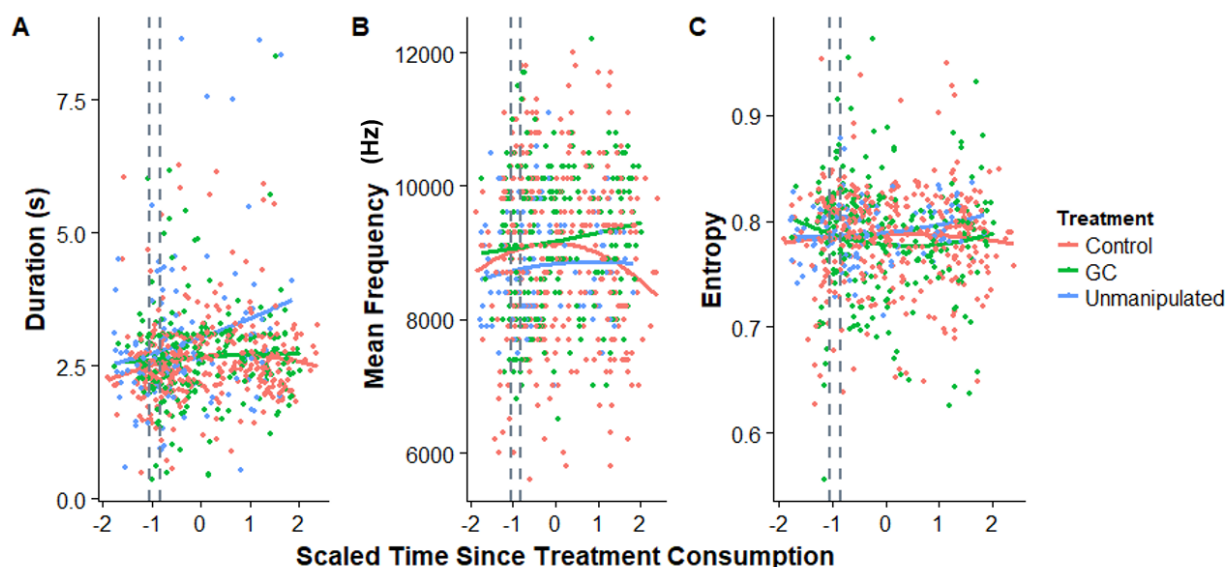 A
B
C
Duration (s)
7.5
5.0
2.5
0.0
-2 -1 0 1 2
Mean Frequency (Hz)
12000
10000
8000
6000
-2 -1 0 1 2
Entropy
0.9
0.8
0.7
0.6
-2 -1 0 1 2
Scaled Time Since Treatment Consumption
Treatment
Control
GC
Unmanipulated